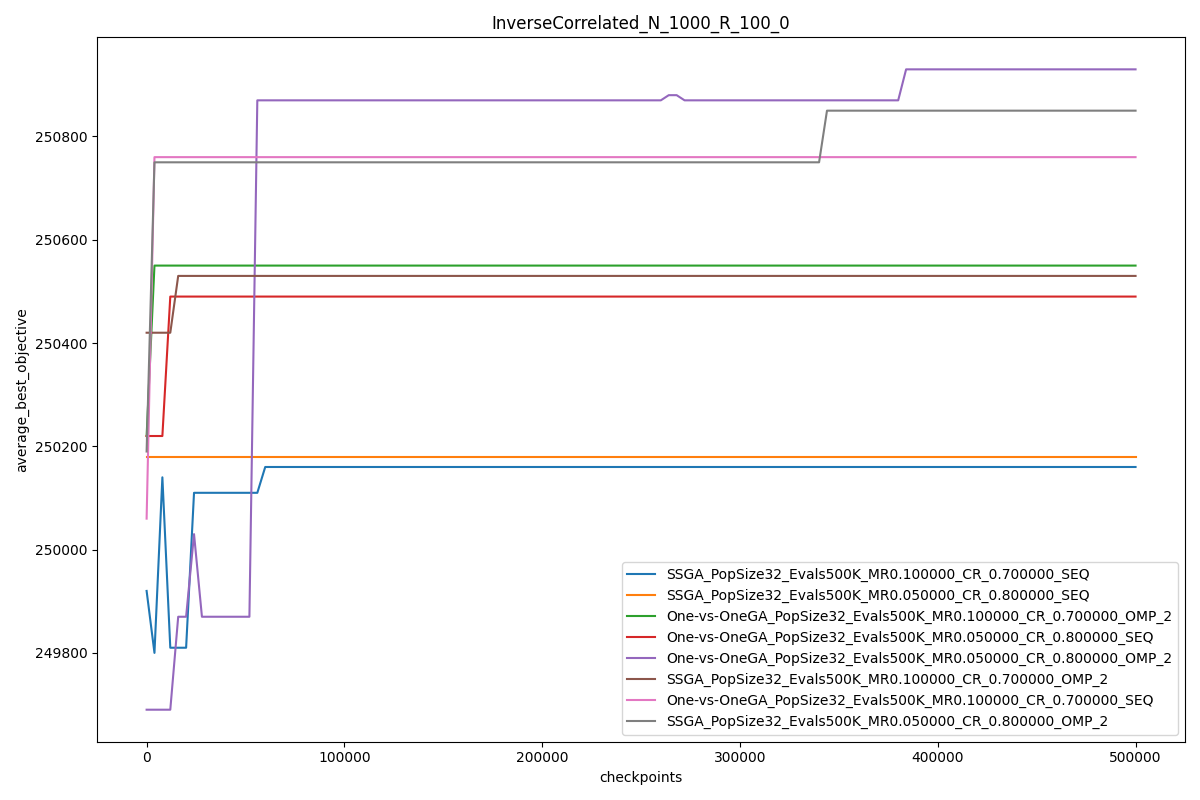 InverseCorrelated_N_1000_R_100_0
average_best_objective
250800
250600
250400
250200
250000
249800
SSGA_PopSize32_Evals500K_MR0.100000_CR_0.700000_SEQ
SSGA_PopSize32_Evals500K_MR0.050000_CR_0.800000_SEQ
One-vs-OneGA_PopSize32_Evals500K_MR0.100000_CR_0.700000_OMP_2
One-vs-OneGA_PopSize32_Evals500K_MR0.050000_CR_0.800000_SEQ
One-vs-OneGA_PopSize32_Evals500K_MR0.050000_CR_0.800000_OMP_2
SSGA_PopSize32_Evals500K_MR0.100000_CR_0.700000_OMP_2
One-vs-OneGA_PopSize32_Evals500K_MR0.100000_CR_0.700000_SEQ
SSGA_PopSize32_Evals500K_MR0.050000_CR_0.800000_OMP_2
0 100000 200000 300000 400000 500000
checkpoints